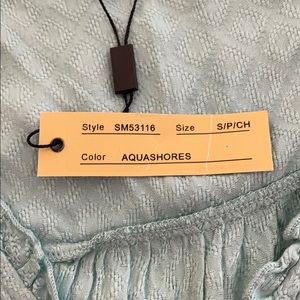 Style SM53116 Size S/P/CH
Color AQUASHORES